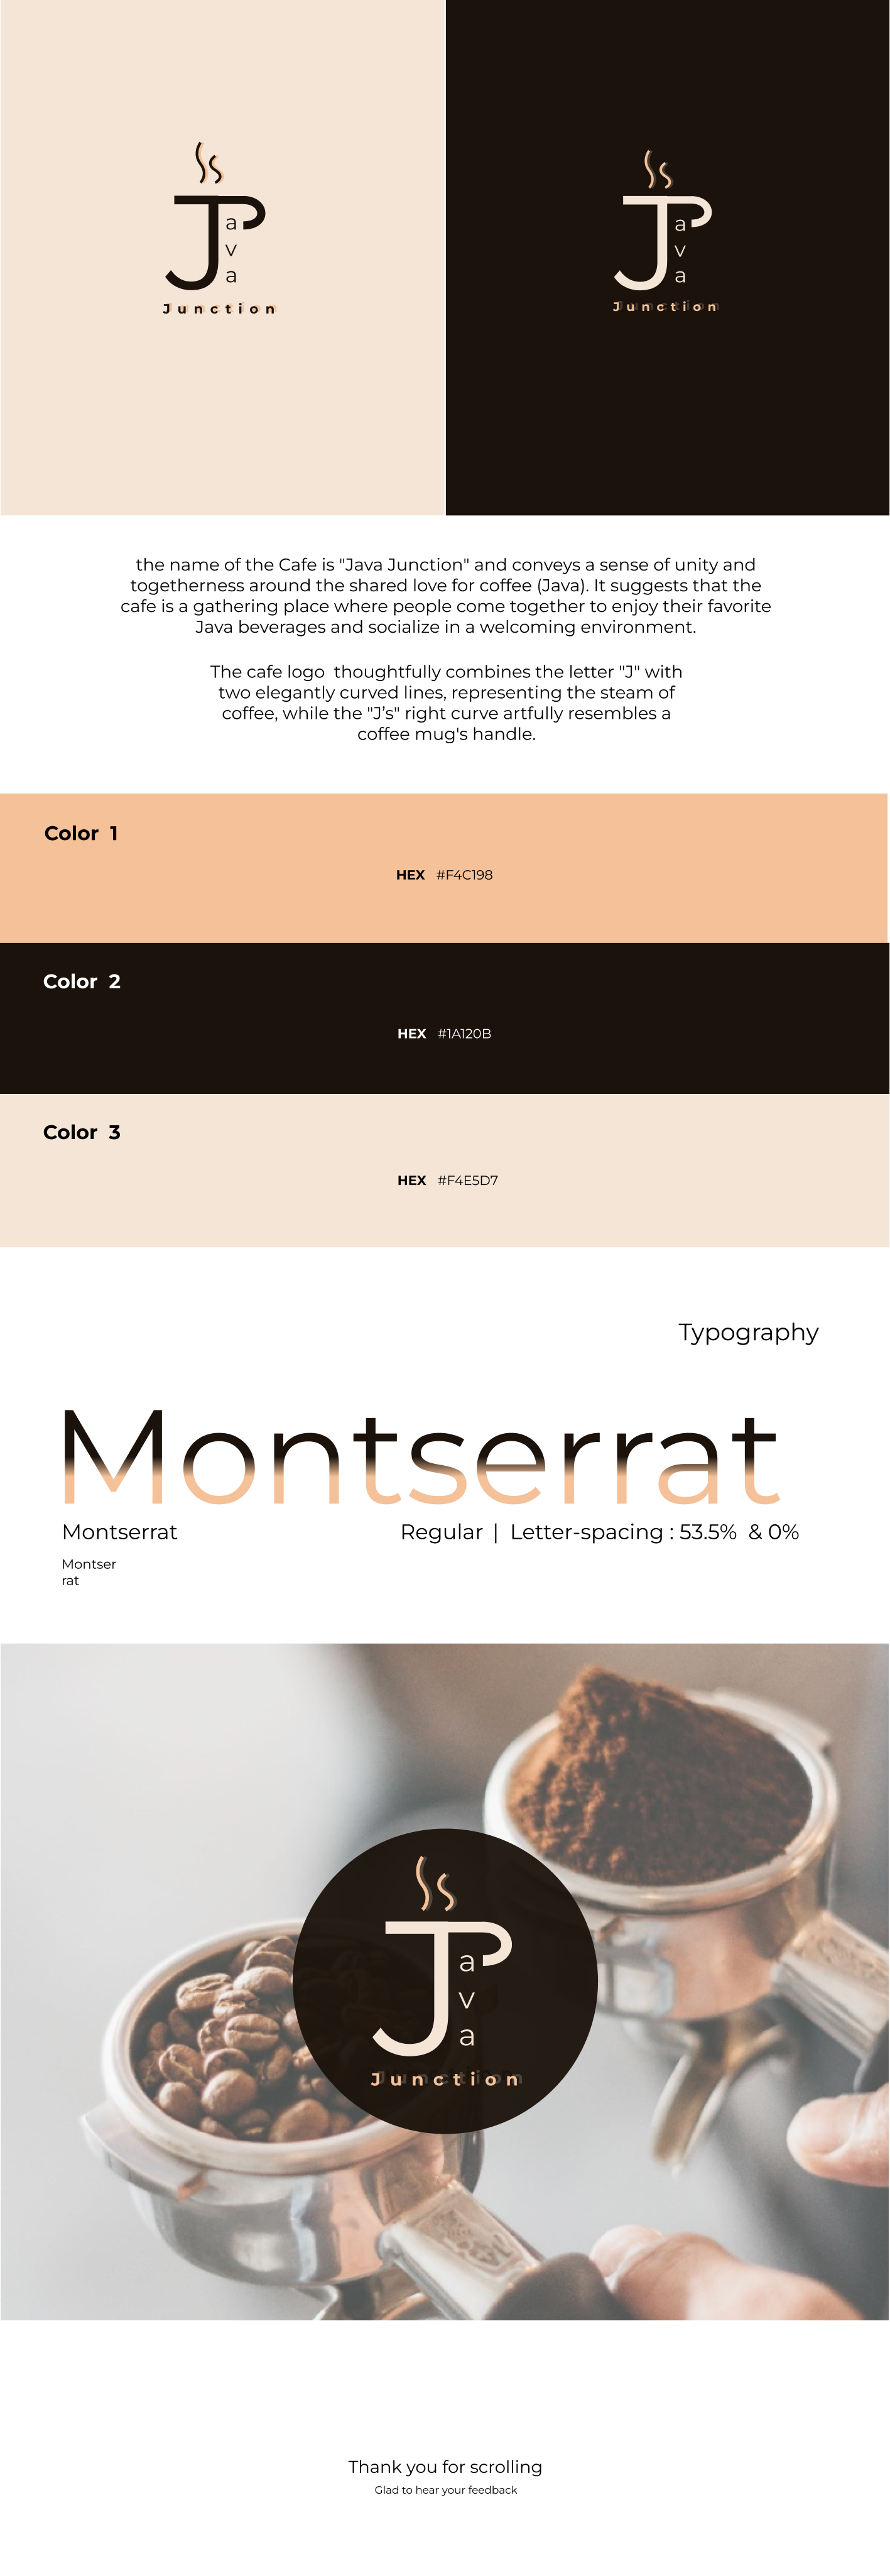 J
a
v
a
Junction
J
a
v
a
Junction
the name of the Cafe is "Java Junction" and conveys a sense of unity and
togetherness around the shared love for coffee (Java). It suggests that the
cafe is a gathering place where people come together to enjoy their favorite
Java beverages and socialize in a welcoming environment.
The cafe logo  thoughtfully combines the letter "J" with
two elegantly curved lines, representing the steam of
coffee, while the "J’s" right curve artfully resembles a
coffee mug's handle.
Color 1
HEX #F4C198
Color 2
HEX #1A120B
Color 3
HEX #F4E5D7
Typography
Montserrat
Montserrat
Regular | Letter-spacing : 53.5% & 0%
Montser
rat
J
a
v
a
Junction
Thank you for scrolling
Glad to hear your feedback